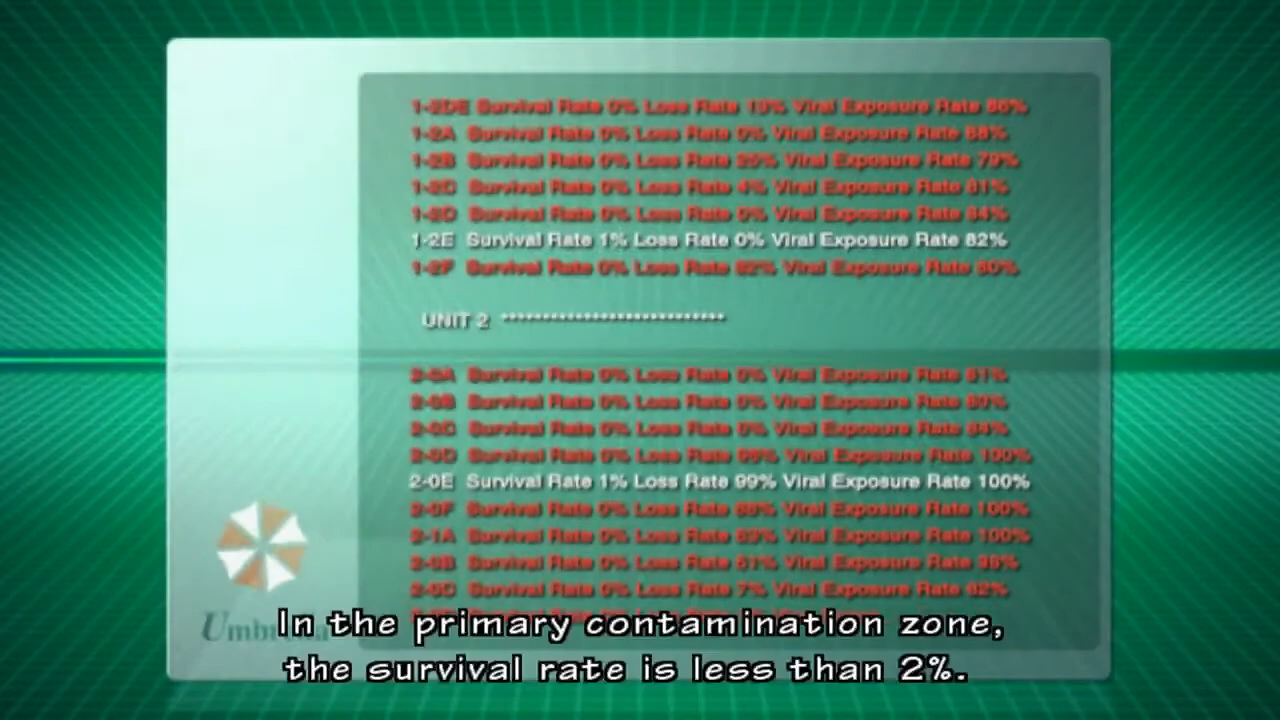 1-2DE Survival Rate 0% Loss Rate 19% Viral Exposure Rate 86%
1-2A Survival Rate 0% Loss Rate 0% Viral Exposure Rate 88%
1-2B Survival Rate 0% Loss Rate 25% Viral Exposure Rate 79%
1-2C Survival Rate 0% Loss Rate 4% Viral Exposure Rate 81%
1-2D Survival Rate 0% Loss Rate 0% Viral Exposure Rate 84%
1-2E Survival Rate 1% Loss Rate 0% Viral Exposure Rate 82%
1-2F Survival Rate 0% Loss Rate 82% Viral Exposure Rate 80%
UNIT 2 ***************************
2-0A Survival Rate 0% Loss Rate 0% Viral Exposure Rate 81%
2-0B Survival Rate 0% Loss Rate 0% Viral Exposure Rate 80%
2-0C Survival Rate 0% Loss Rate 0% Viral Exposure Rate 84%
2-0D Survival Rate 0% Loss Rate Viral Exposure Rate 100%
2-0E Survival Rate 1% Loss Rate 99% Viral Exposure Rate 100%
2-0F Survival Rate 0% Loss Rate Viral Exposure Rate 100%
2-1A Survival Rate 0% Loss Rate Viral Exposure Rate 100%
2-0B Survival Rate 0% Loss Rate Viral Exposure Rate
2-0C Survival Rate 0% Loss Rate 7% Viral Exposure Rate 82%
Umbrella
In the primary contamination zone,
the survival rate is less than 2%.